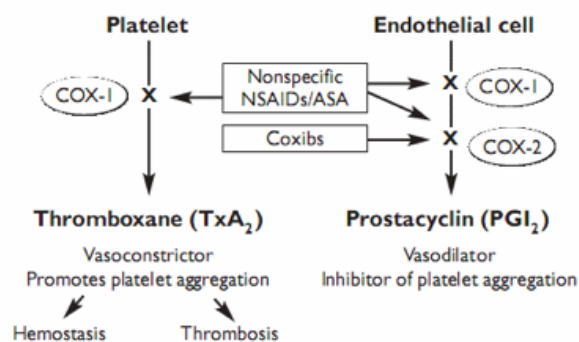 Platelet
Endothelial cell
COX-1
X
Nonspecific
NSAIDs/ASA
X
COX-1
Coxibs
X
COX-2
Thromboxane (TxA₂)
Vasoconstrictor
Promotes platelet aggregation
Hemostasis
Thrombosis
Prostacyclin (PGI₂)
Vasodilator
Inhibitor of platelet aggregation